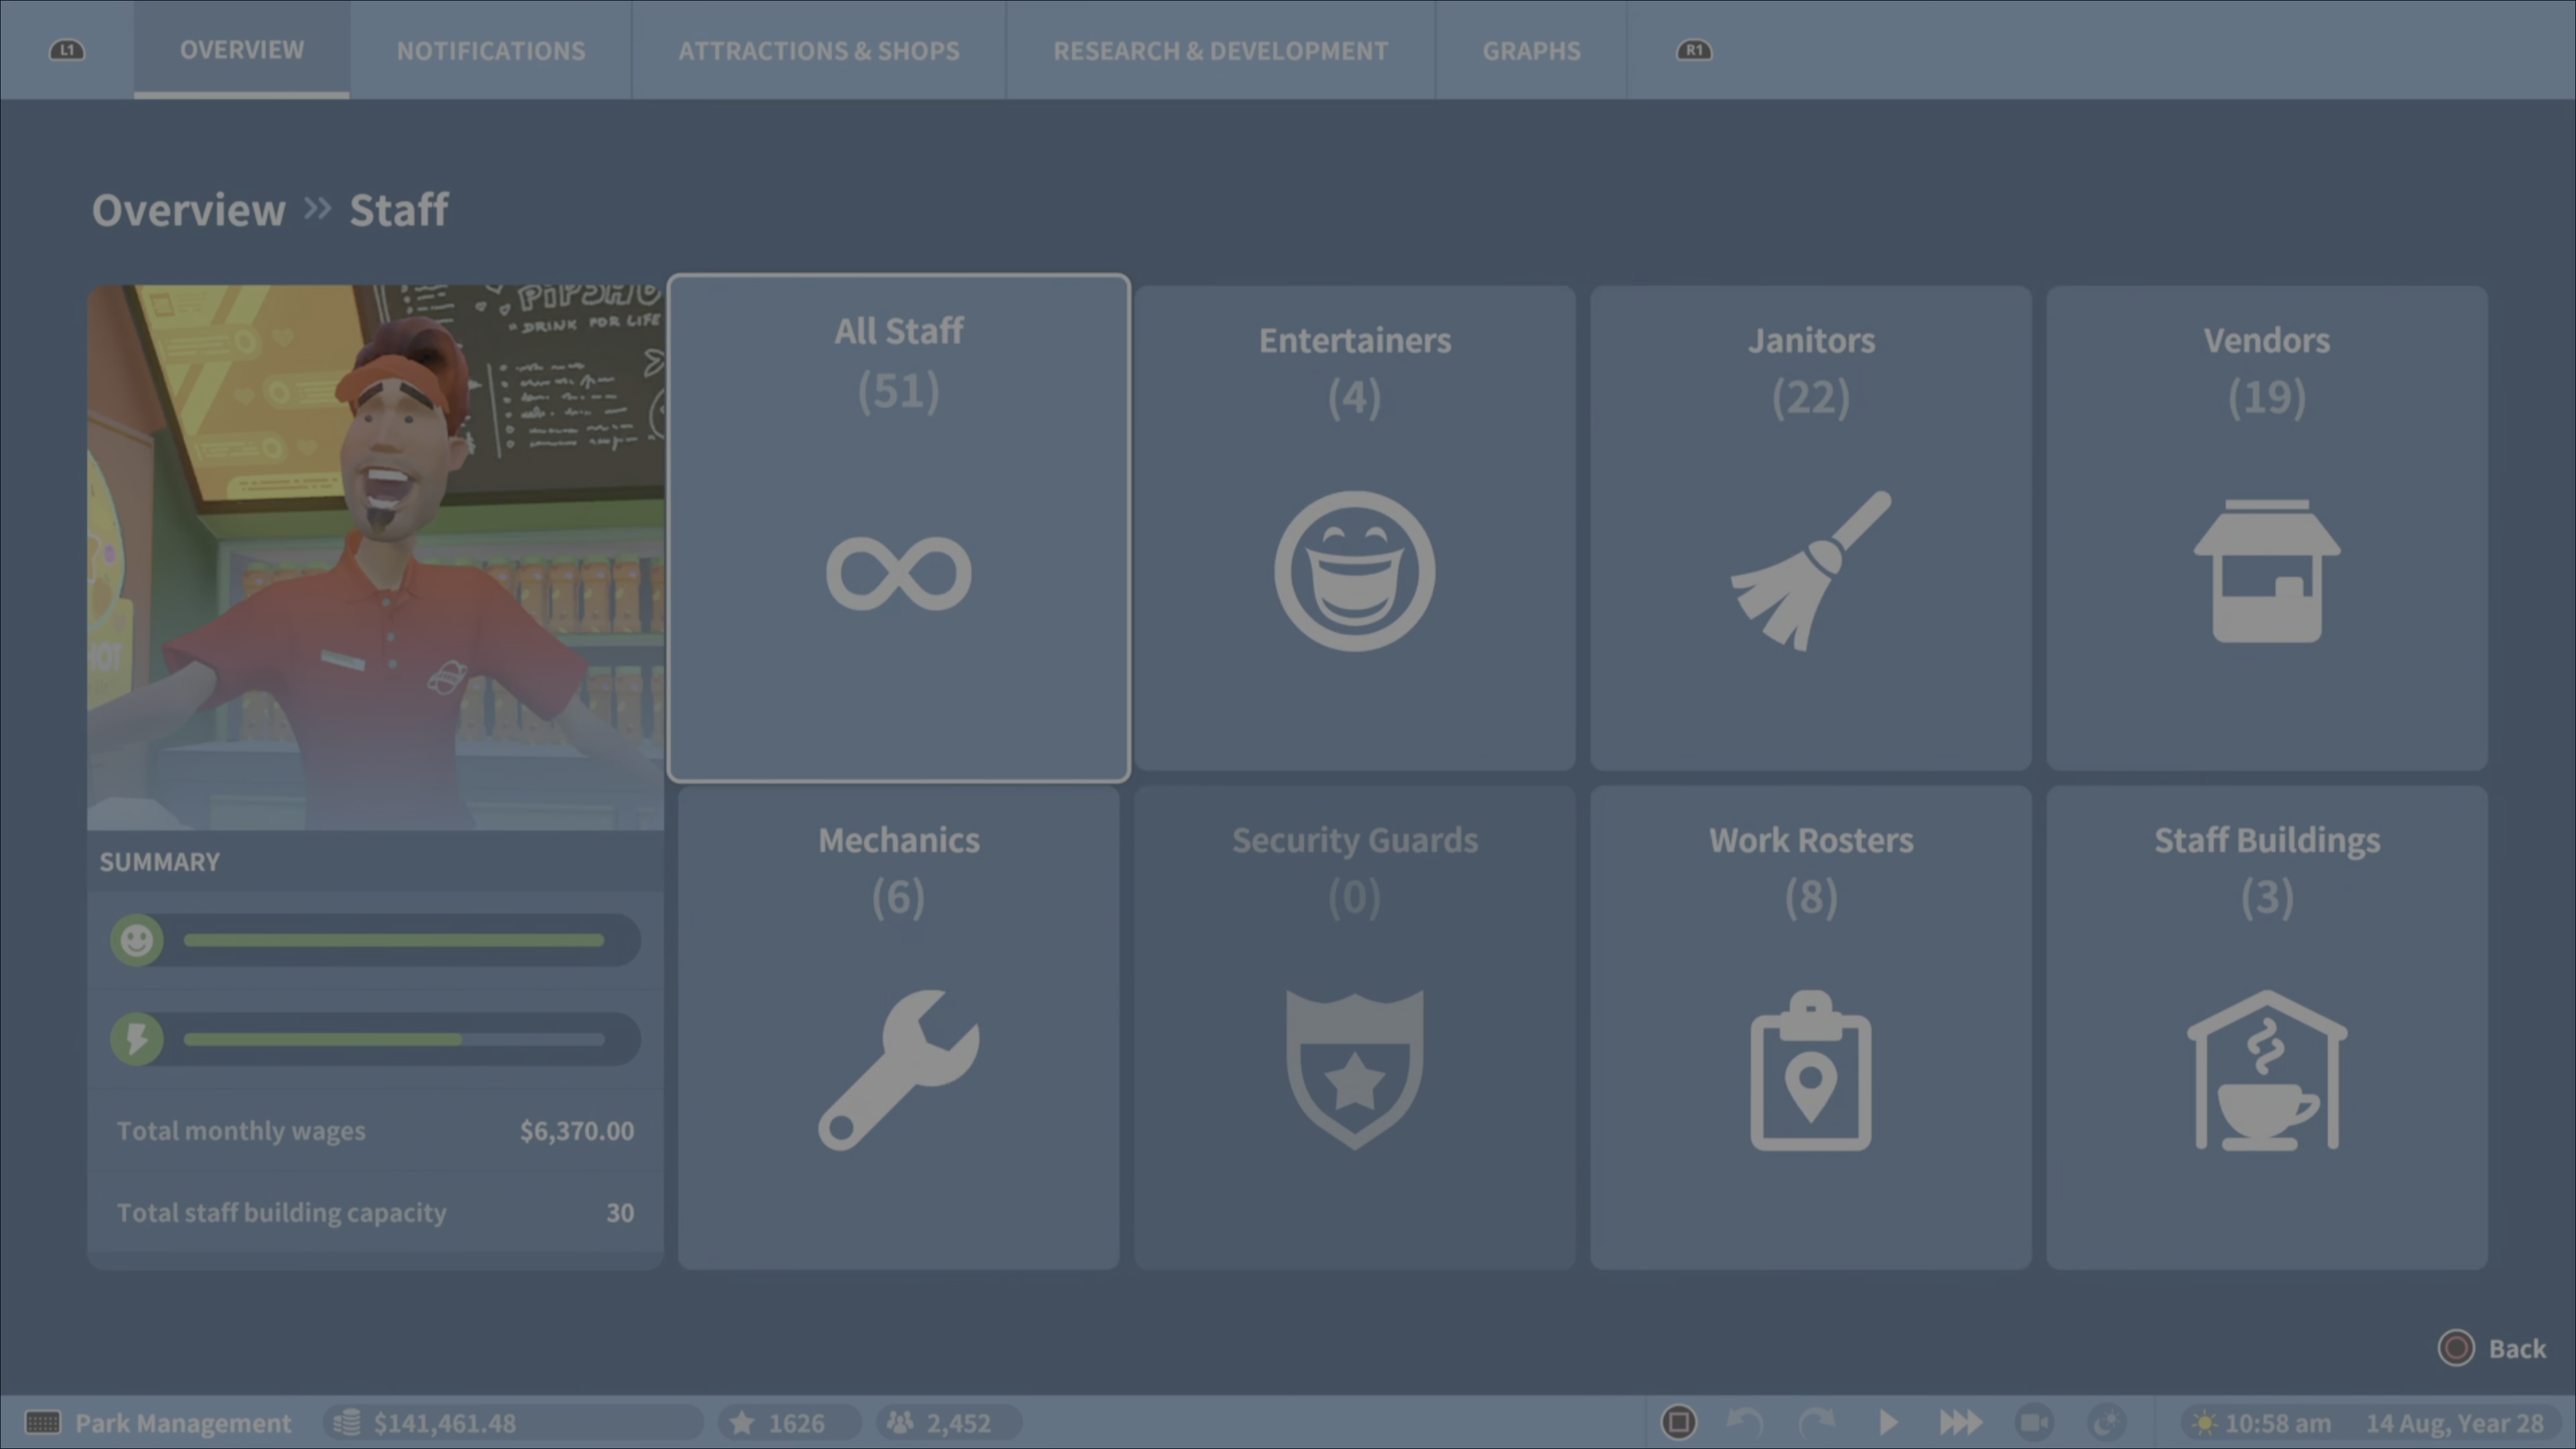 L1 OVERVIEW NOTIFICATIONS ATTRACTIONS & SHOPS RESEARCH & DEVELOPMENT GRAPHS R1
Overview » Staff
DRINK FOR LIFE
All Staff
(51)
Entertainers
(4)
Janitors
(22)
Vendors
(19)
SUMMARY
Total monthly wages $6,370.00
Total staff building capacity 30
Mechanics
(6)
Security Guards
(0)
Work Rosters
(8)
Staff Buildings
(3)
Back
Park Management $141,461.48 1626 2,452 10:58 am 14 Aug, Year 28